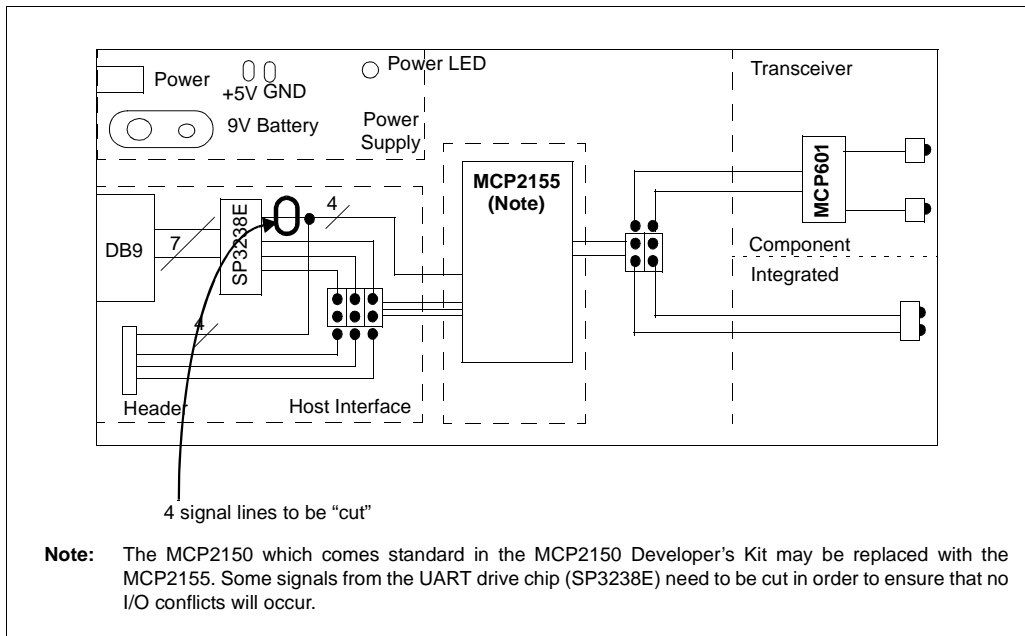 Power
+5V GND
Power LED
9V Battery
Power
Supply
Transceiver
DB9
7
SP3238E
4
4
MCP2155
(Note)
MCP601
Component
Integrated
Header
Host Interface
4 signal lines to be “cut”
Note: The MCP2150 which comes standard in the MCP2150 Developer’s Kit may be replaced with the
MCP2155. Some signals from the UART drive chip (SP3238E) need to be cut in order to ensure that no
I/O conflicts will occur.